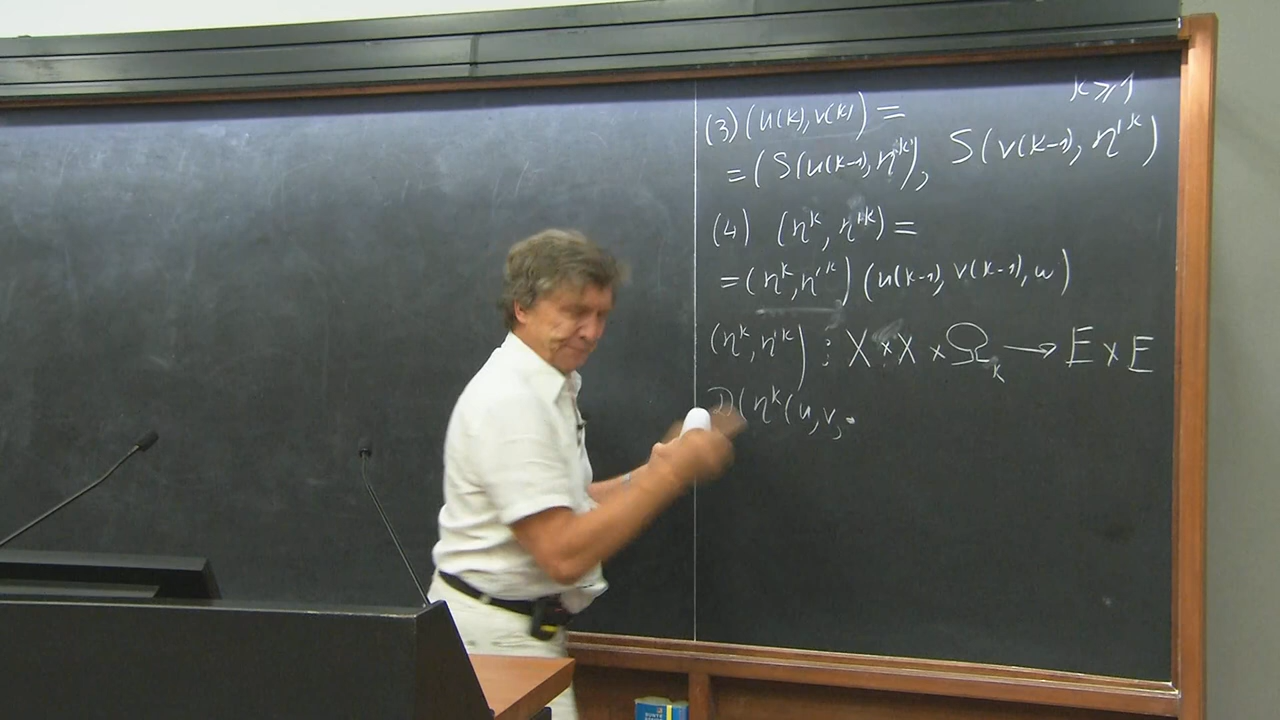 k ⩾ 1
(3) (u(k), v(k)) =
= (S(u(k-1), η^k), S(v(k-1), η'^k)
(4) (η^k, η'^k) =
= (η^k, η'^k) (u(k-1), v(k-1), ω)
(η^k, η'^k) : X × X × Ω_k → E × E
D(η^k(u, v, ·